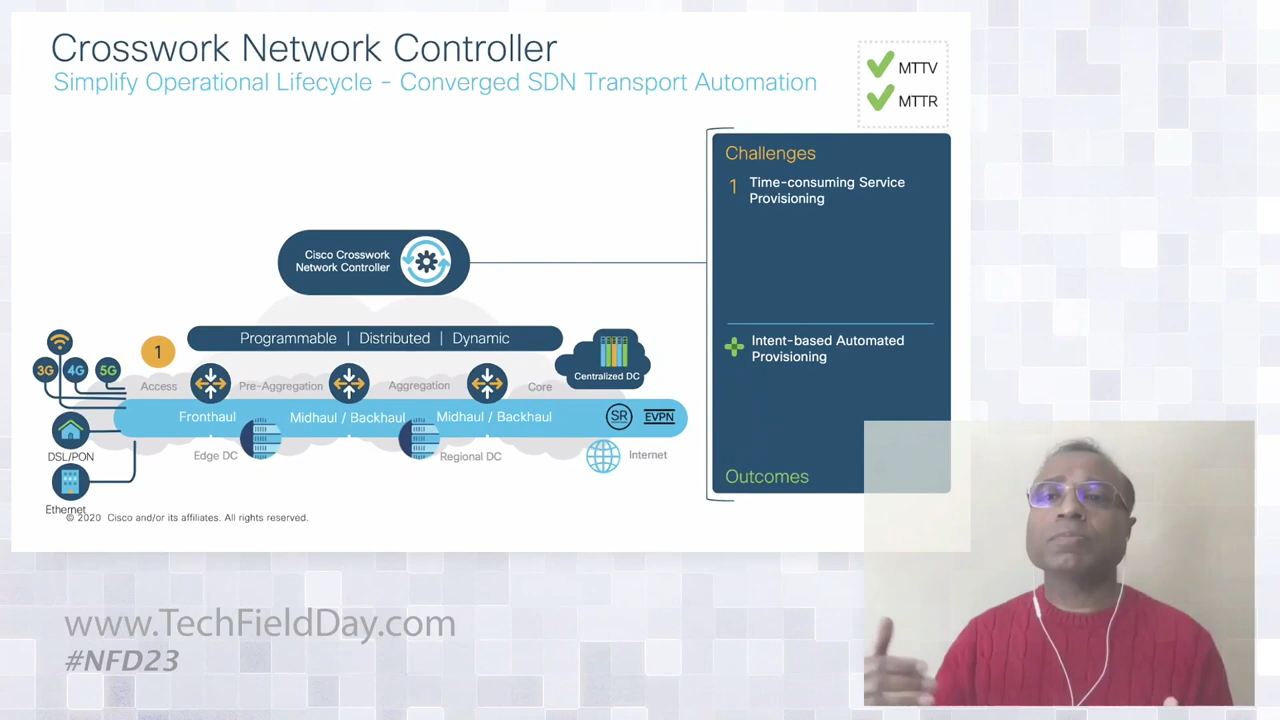 Crosswork Network Controller
Simplify Operational Lifecycle - Converged SDN Transport Automation
MTTV
MTTR
Challenges
1 Time-consuming Service
Provisioning
Cisco Crosswork
Network Controller
Programmable | Distributed | Dynamic
1
3G 4G 5G
Centralized DC
Access Pre-Aggregation Aggregation Core
Fronthaul Midhaul / Backhaul Midhaul / Backhaul SR EVPN
Intent-based Automated
Provisioning
DSL/PON
Edge DC Regional DC Internet
Ethernet
Outcomes
© 2020 Cisco and/or its affiliates. All rights reserved.
www.TechFieldDay.com
#NFD23